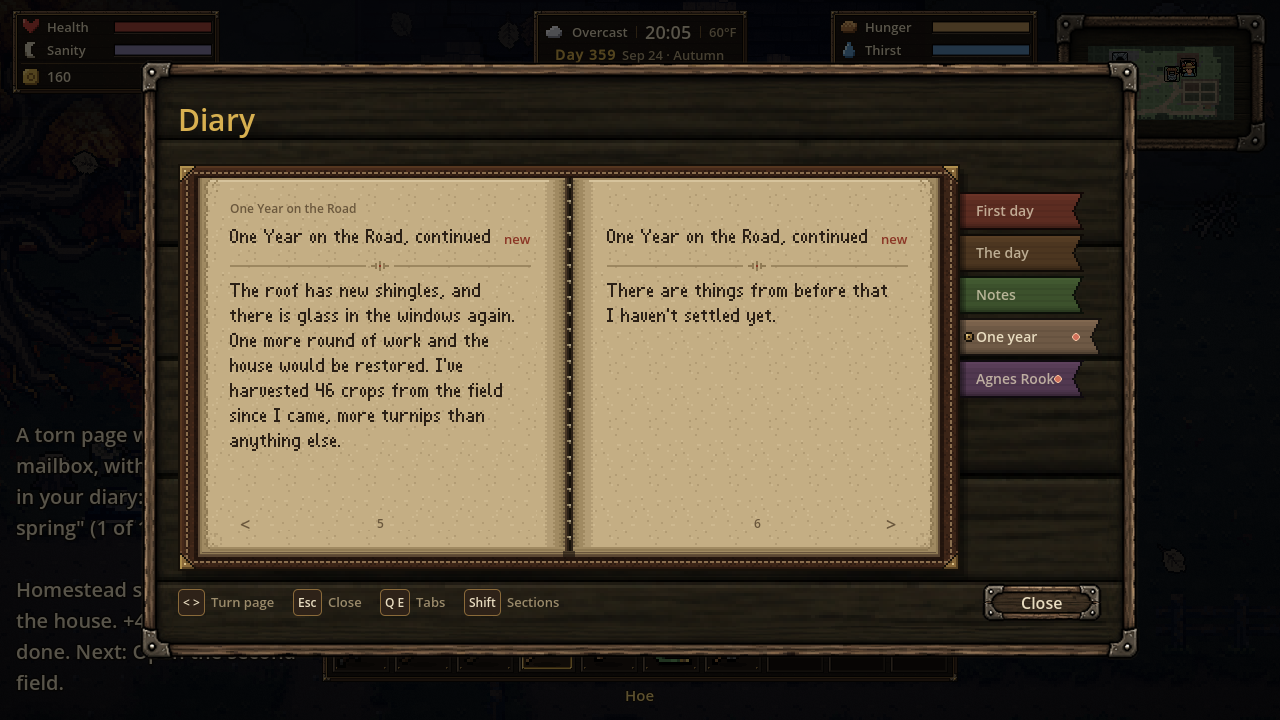 Health
Sanity
160
Overcast 20:05 60°F
Day 359 Sep 24 · Autumn
Hunger
Thirst
Diary
One Year on the Road
One Year on the Road, continued new
The roof has new shingles, and
there is glass in the windows again.
One more round of work and the
house would be restored. I've
harvested 46 crops from the field
since I came, more turnips than
anything else.
< 5
One Year on the Road, continued new
There are things from before that
I haven't settled yet.
6 >
First day
The day
Notes
One year
Agnes Rook
A torn page
mailbox, with
in your diary:
spring" (1 of
Homestead
the house.
done. Next: the second
field.
< > Turn page Esc Close Q E Tabs Shift Sections
Close
Hoe